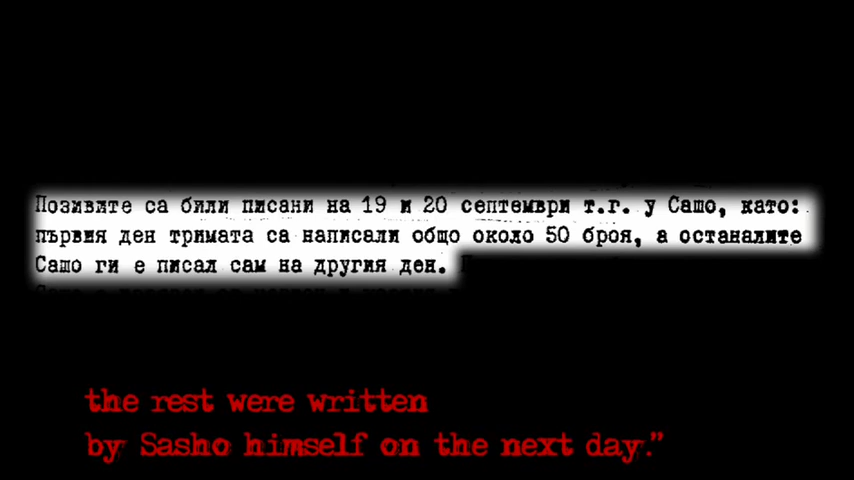 Позивите са били писани на 19 и 20 септември т.г. у Сашо, като:
първия ден тримата са написали общо около 50 броя, а останалите
Сашо ги е писал сам на другия ден.
the rest were written
by Sasho himself on the next day.”